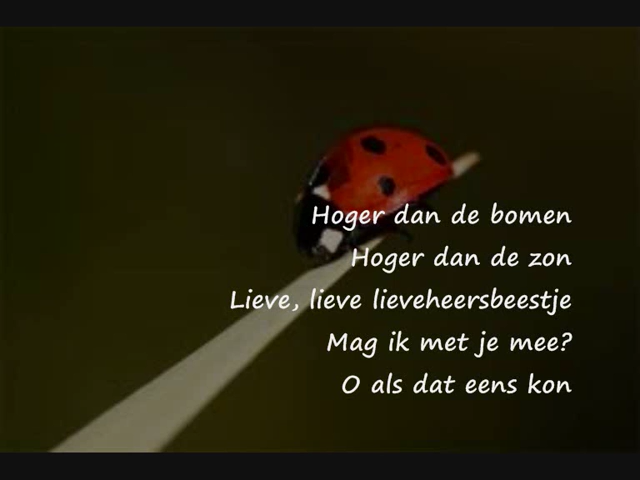 Hoger dan de bomen
Hoger dan de zon
Lieve, lieve lieveheersbeestje
Mag ik met je mee?
O als dat eens kon